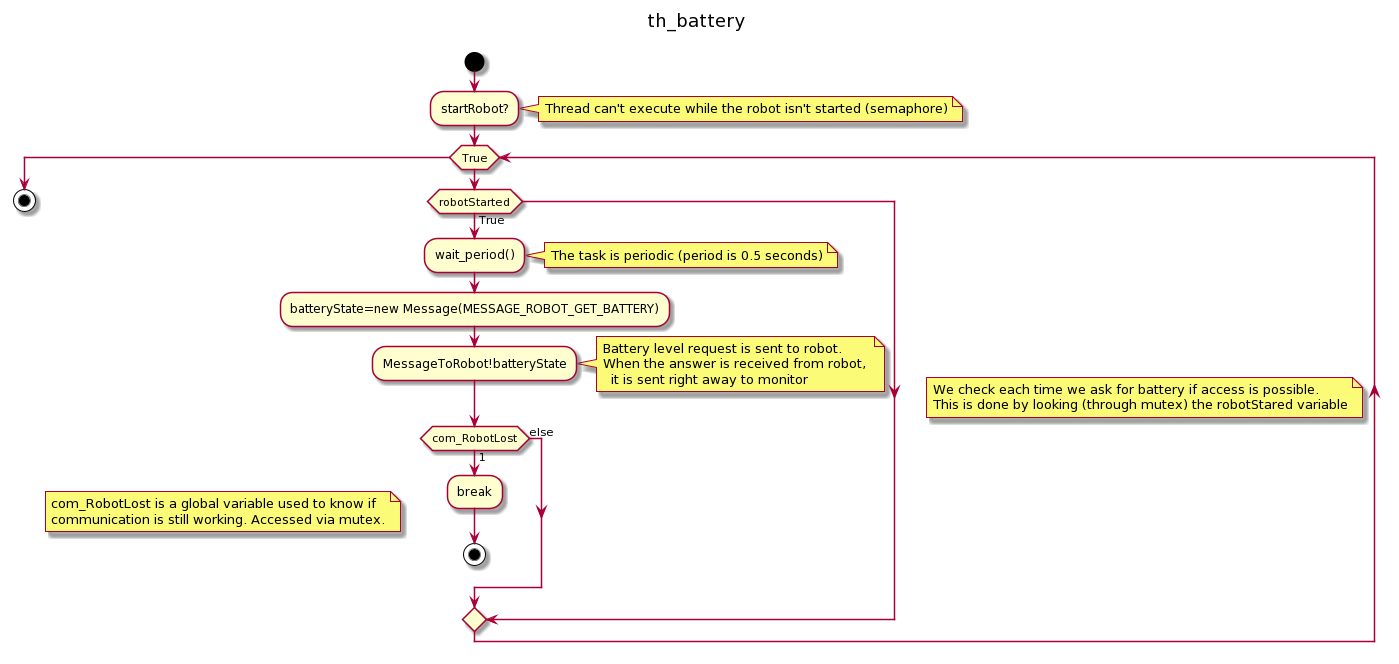 th_battery
startRobot?
Thread can't execute while the robot isn't started (semaphore)
True
robotStarted
True
wait_period()
The task is periodic (period is 0.5 seconds)
batteryState=new Message(MESSAGE_ROBOT_GET_BATTERY)
MessageToRobot!batteryState
Battery level request is sent to robot.
When the answer is received from robot,
it is sent right away to monitor
We check each time we ask for battery if access is possible.
This is done by looking (through mutex) the robotStared variable
com_RobotLost
else
1
break
com_RobotLost is a global variable used to know if
communication is still working. Accessed via mutex.